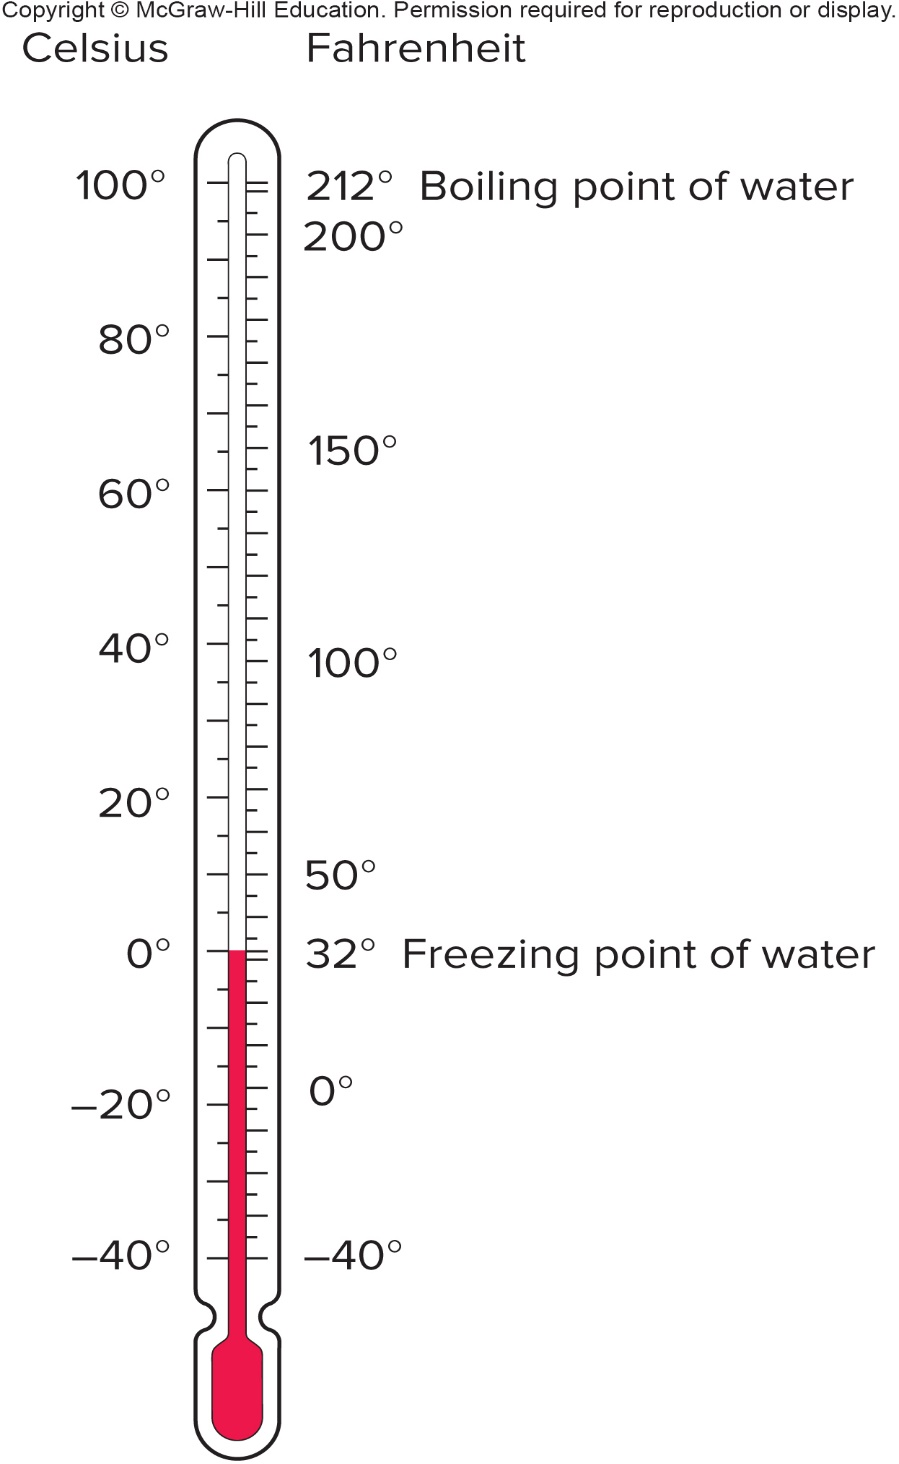 Copyright © McGraw-Hill Education. Permission required for reproduction or display.
Celsius Fahrenheit
100° 212° Boiling point of water
200°
80°
150°
60°
40° 100°
20°
50°
0° 32° Freezing point of water
–20° 0°
–40° –40°